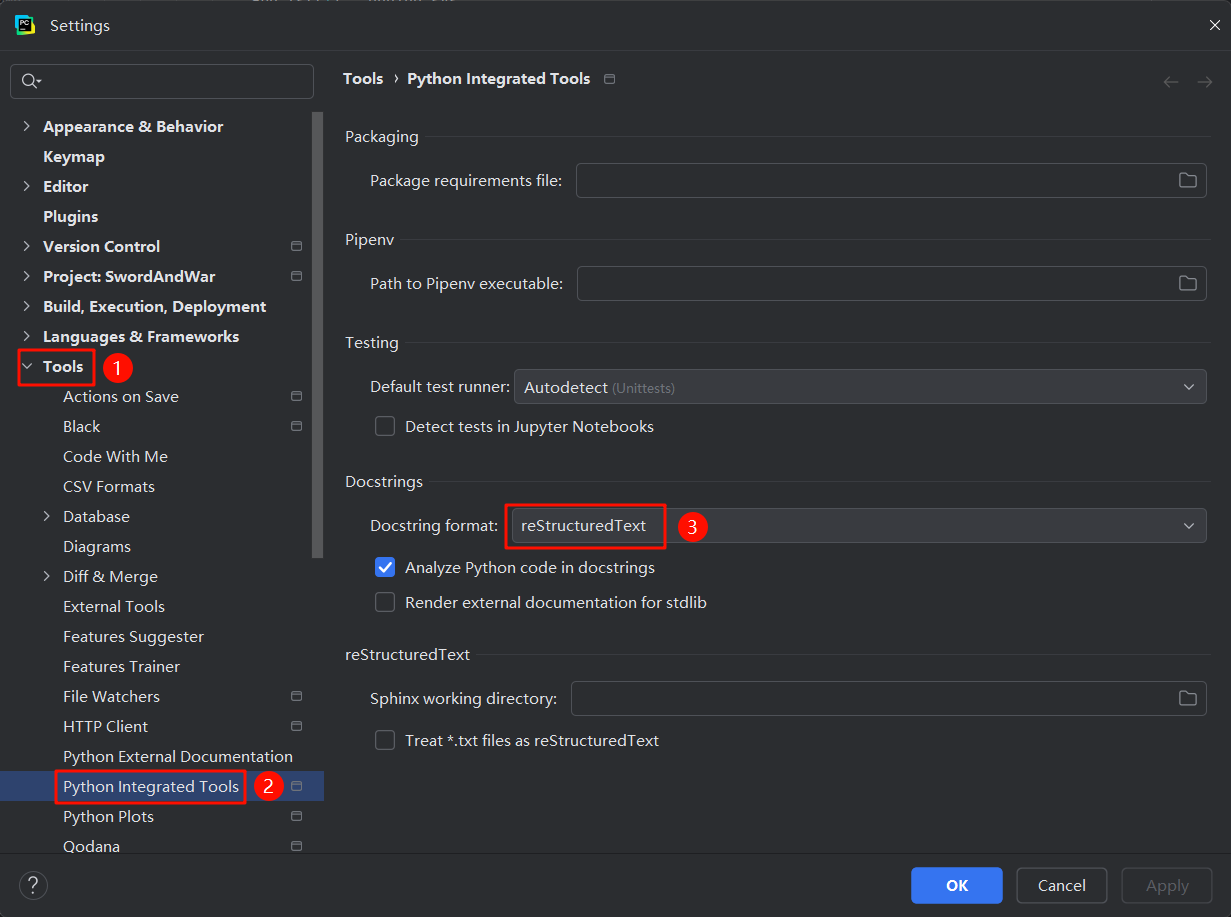 PC
Settings
Tools › Python Integrated Tools
Appearance & Behavior
Keymap
Editor
Plugins
Version Control
Project: SwordAndWar
Build, Execution, Deployment
Languages & Frameworks
Tools 1
Actions on Save
Black
Code With Me
CSV Formats
Database
Diagrams
Diff & Merge
External Tools
Features Suggester
Features Trainer
File Watchers
HTTP Client
Python External Documentation
Python Integrated Tools 2
Python Plots
Qodana
Packaging
Package requirements file:
Pipenv
Path to Pipenv executable:
Testing
Default test runner: Autodetect (Unittests)
Detect tests in Jupyter Notebooks
Docstrings
Docstring format: reStructuredText 3
Analyze Python code in docstrings
Render external documentation for stdlib
reStructuredText
Sphinx working directory:
Treat *.txt files as reStructuredText
?
OK Cancel Apply